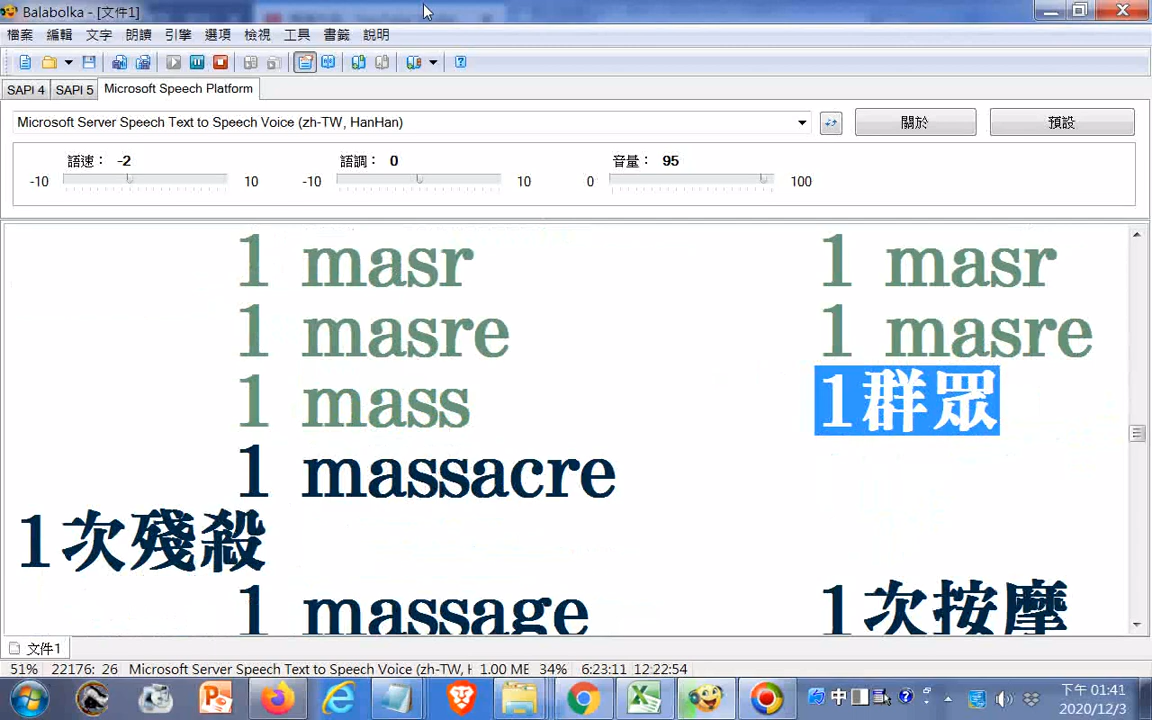 Balabolka - [文件1]
檔案 編輯 文字 朗讀 引擎 選項 檢視 工具 書籤 說明
SAPI 4 SAPI 5 Microsoft Speech Platform
Microsoft Server Speech Text to Speech Voice (zh-TW, HanHan) 關於 預設
語速： -2 語調： 0 音量： 95
-10 10 -10 10 0 100
1 masr 1 masr
1 masre 1 masre
1 mass 1群眾
1 massacre
1次殘殺
1 massage 1次按摩
文件1
51% 22176: 26 Microsoft Server Speech Text to Speech Voice (zh-TW, H 1.00 ME 34% 6:23:11 12:22:54
中 下午 01:41
2020/12/3